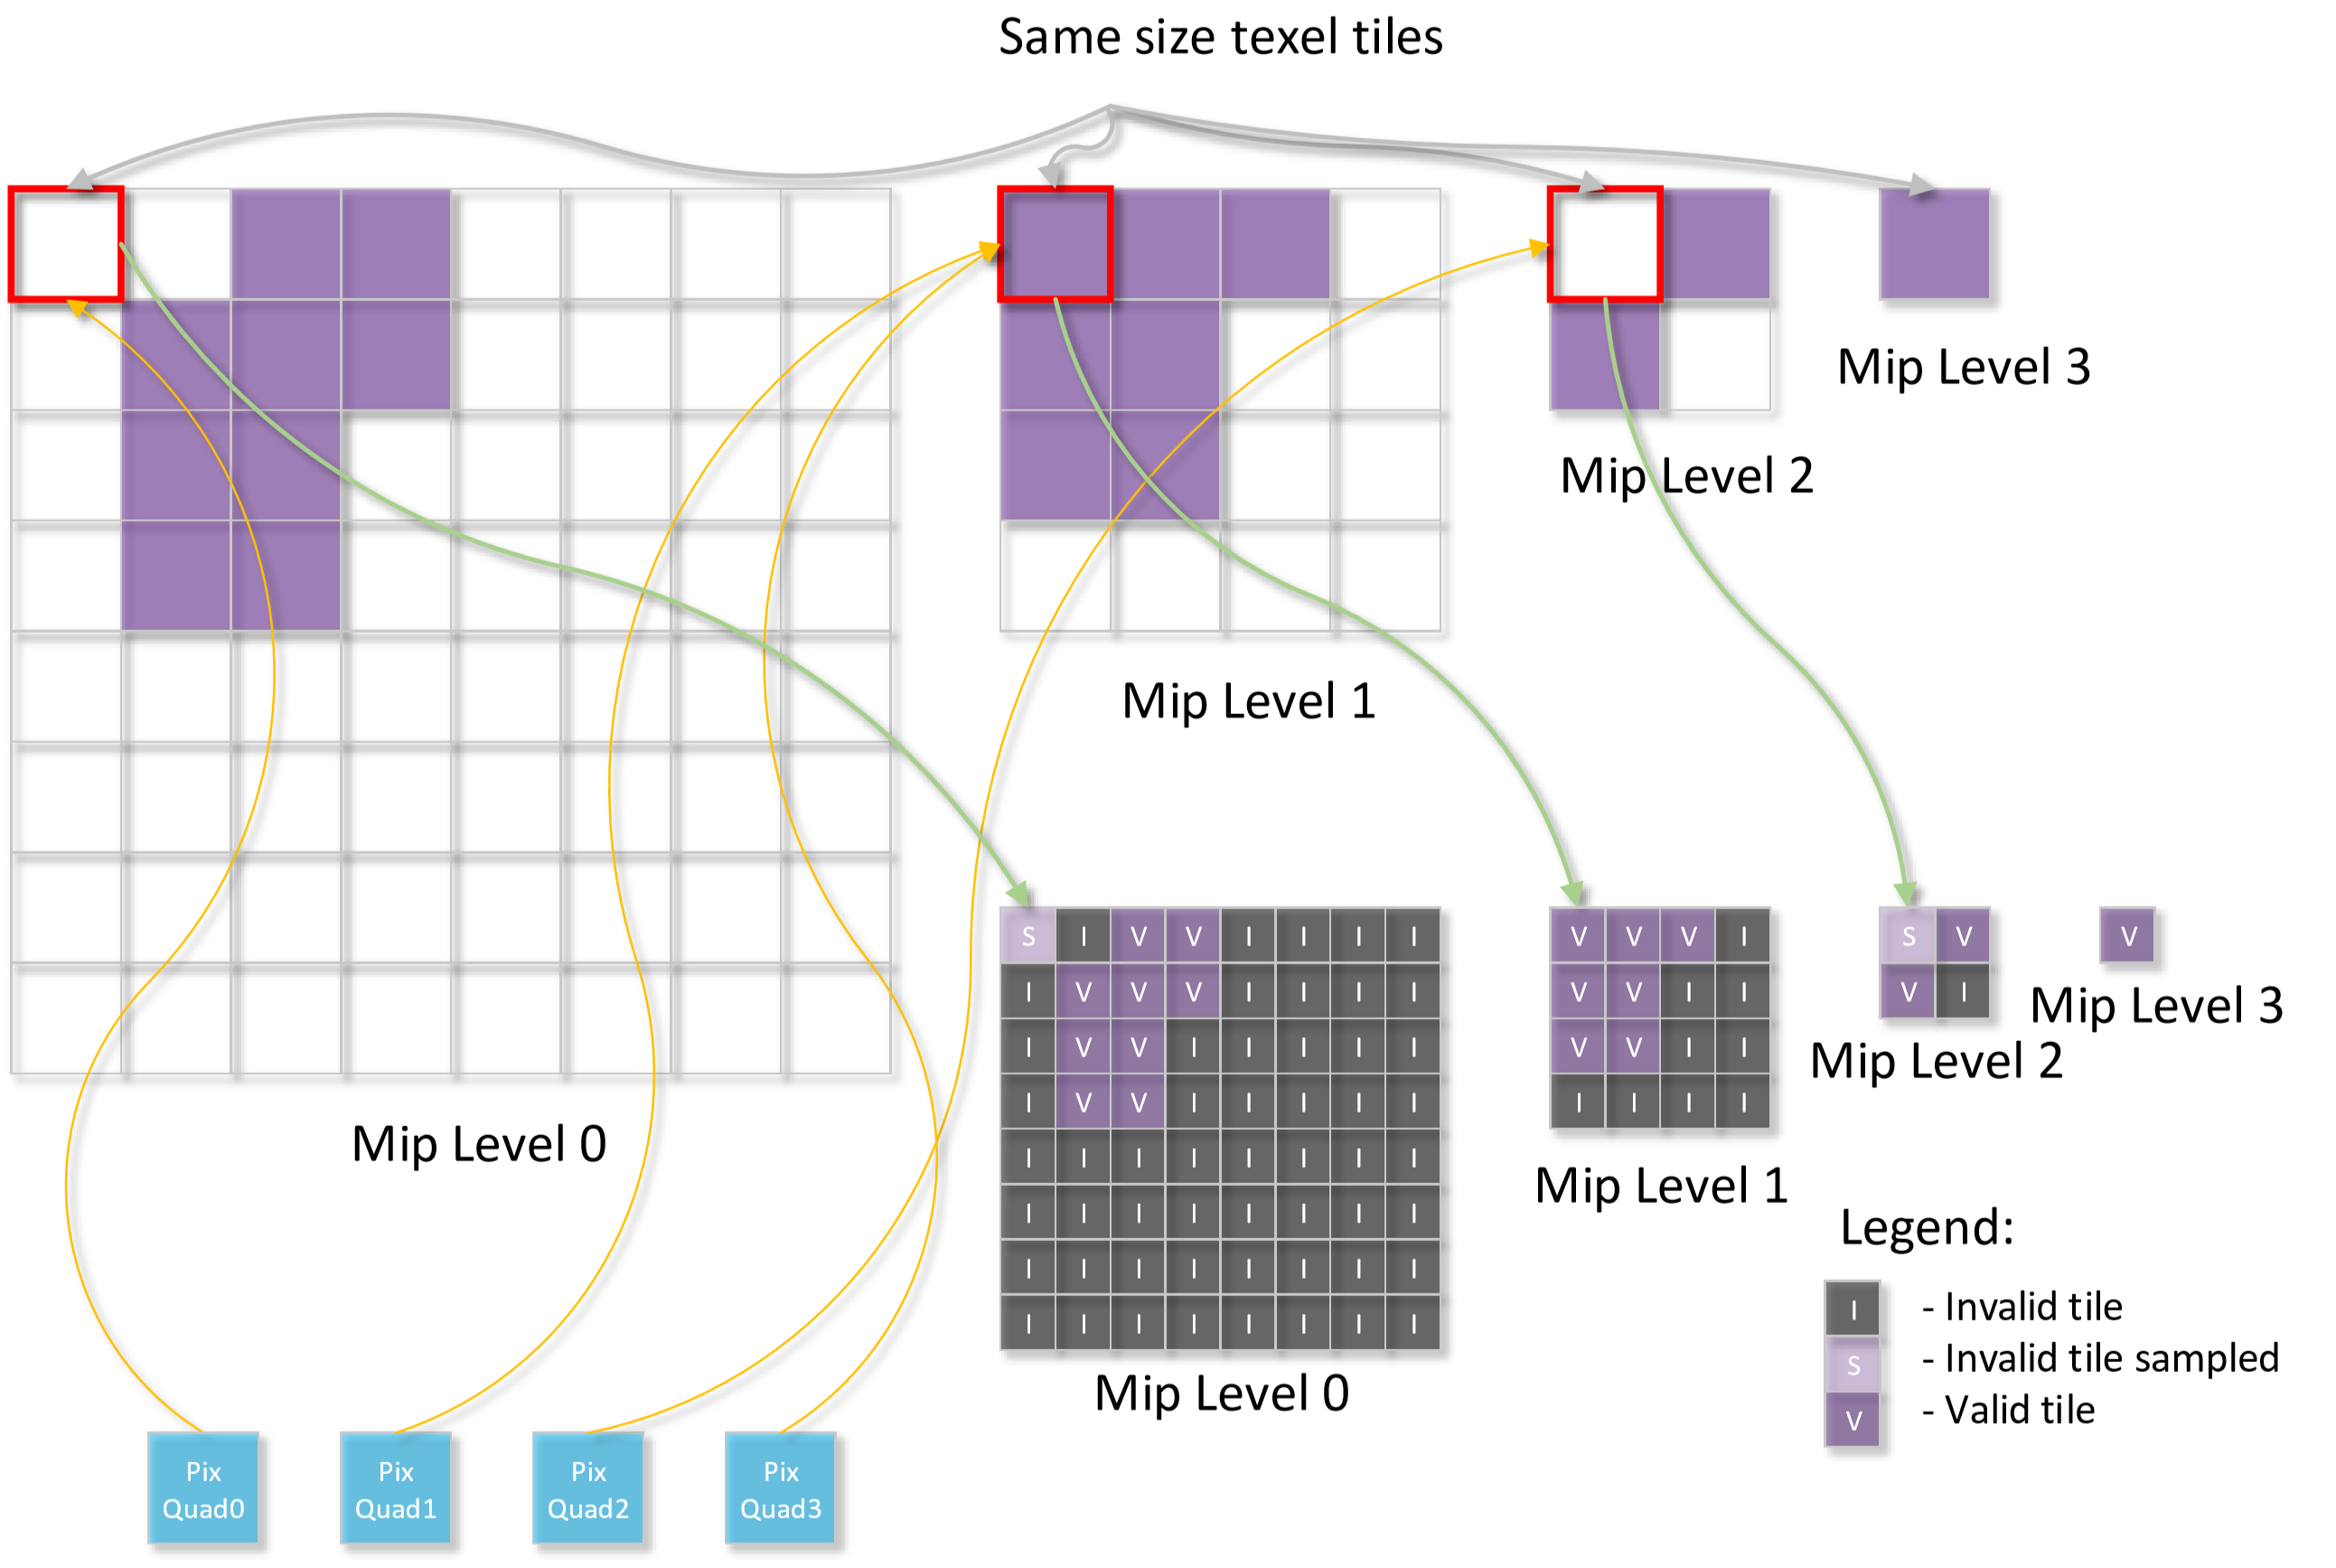 Same size texel tiles
Mip Level 3
Mip Level 2
Mip Level 1
Mip Level 0
S I V V I I I I
I V V V I I I I
I V V I I I I I
I V V I I I I I
I I I I I I I I
I I I I I I I I
I I I I I I I I
I I I I I I I I
Mip Level 0
V V V I
V V I I
V V I I
I I I I
Mip Level 1
S V
V I
Mip Level 2
V
Mip Level 3
Legend:
I - Invalid tile
S - Invalid tile sampled
V - Valid tile
Pix
Quad0
Pix
Quad1
Pix
Quad2
Pix
Quad3